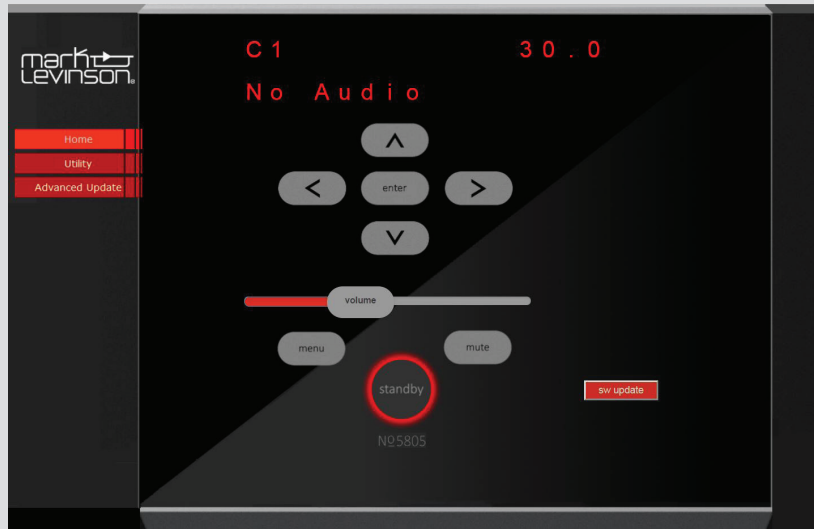 mark
Levinson®
C1 30.0
No Audio
Home
Utility
Advanced Update
enter
volume
menu mute
standby
sw update
Nº5805